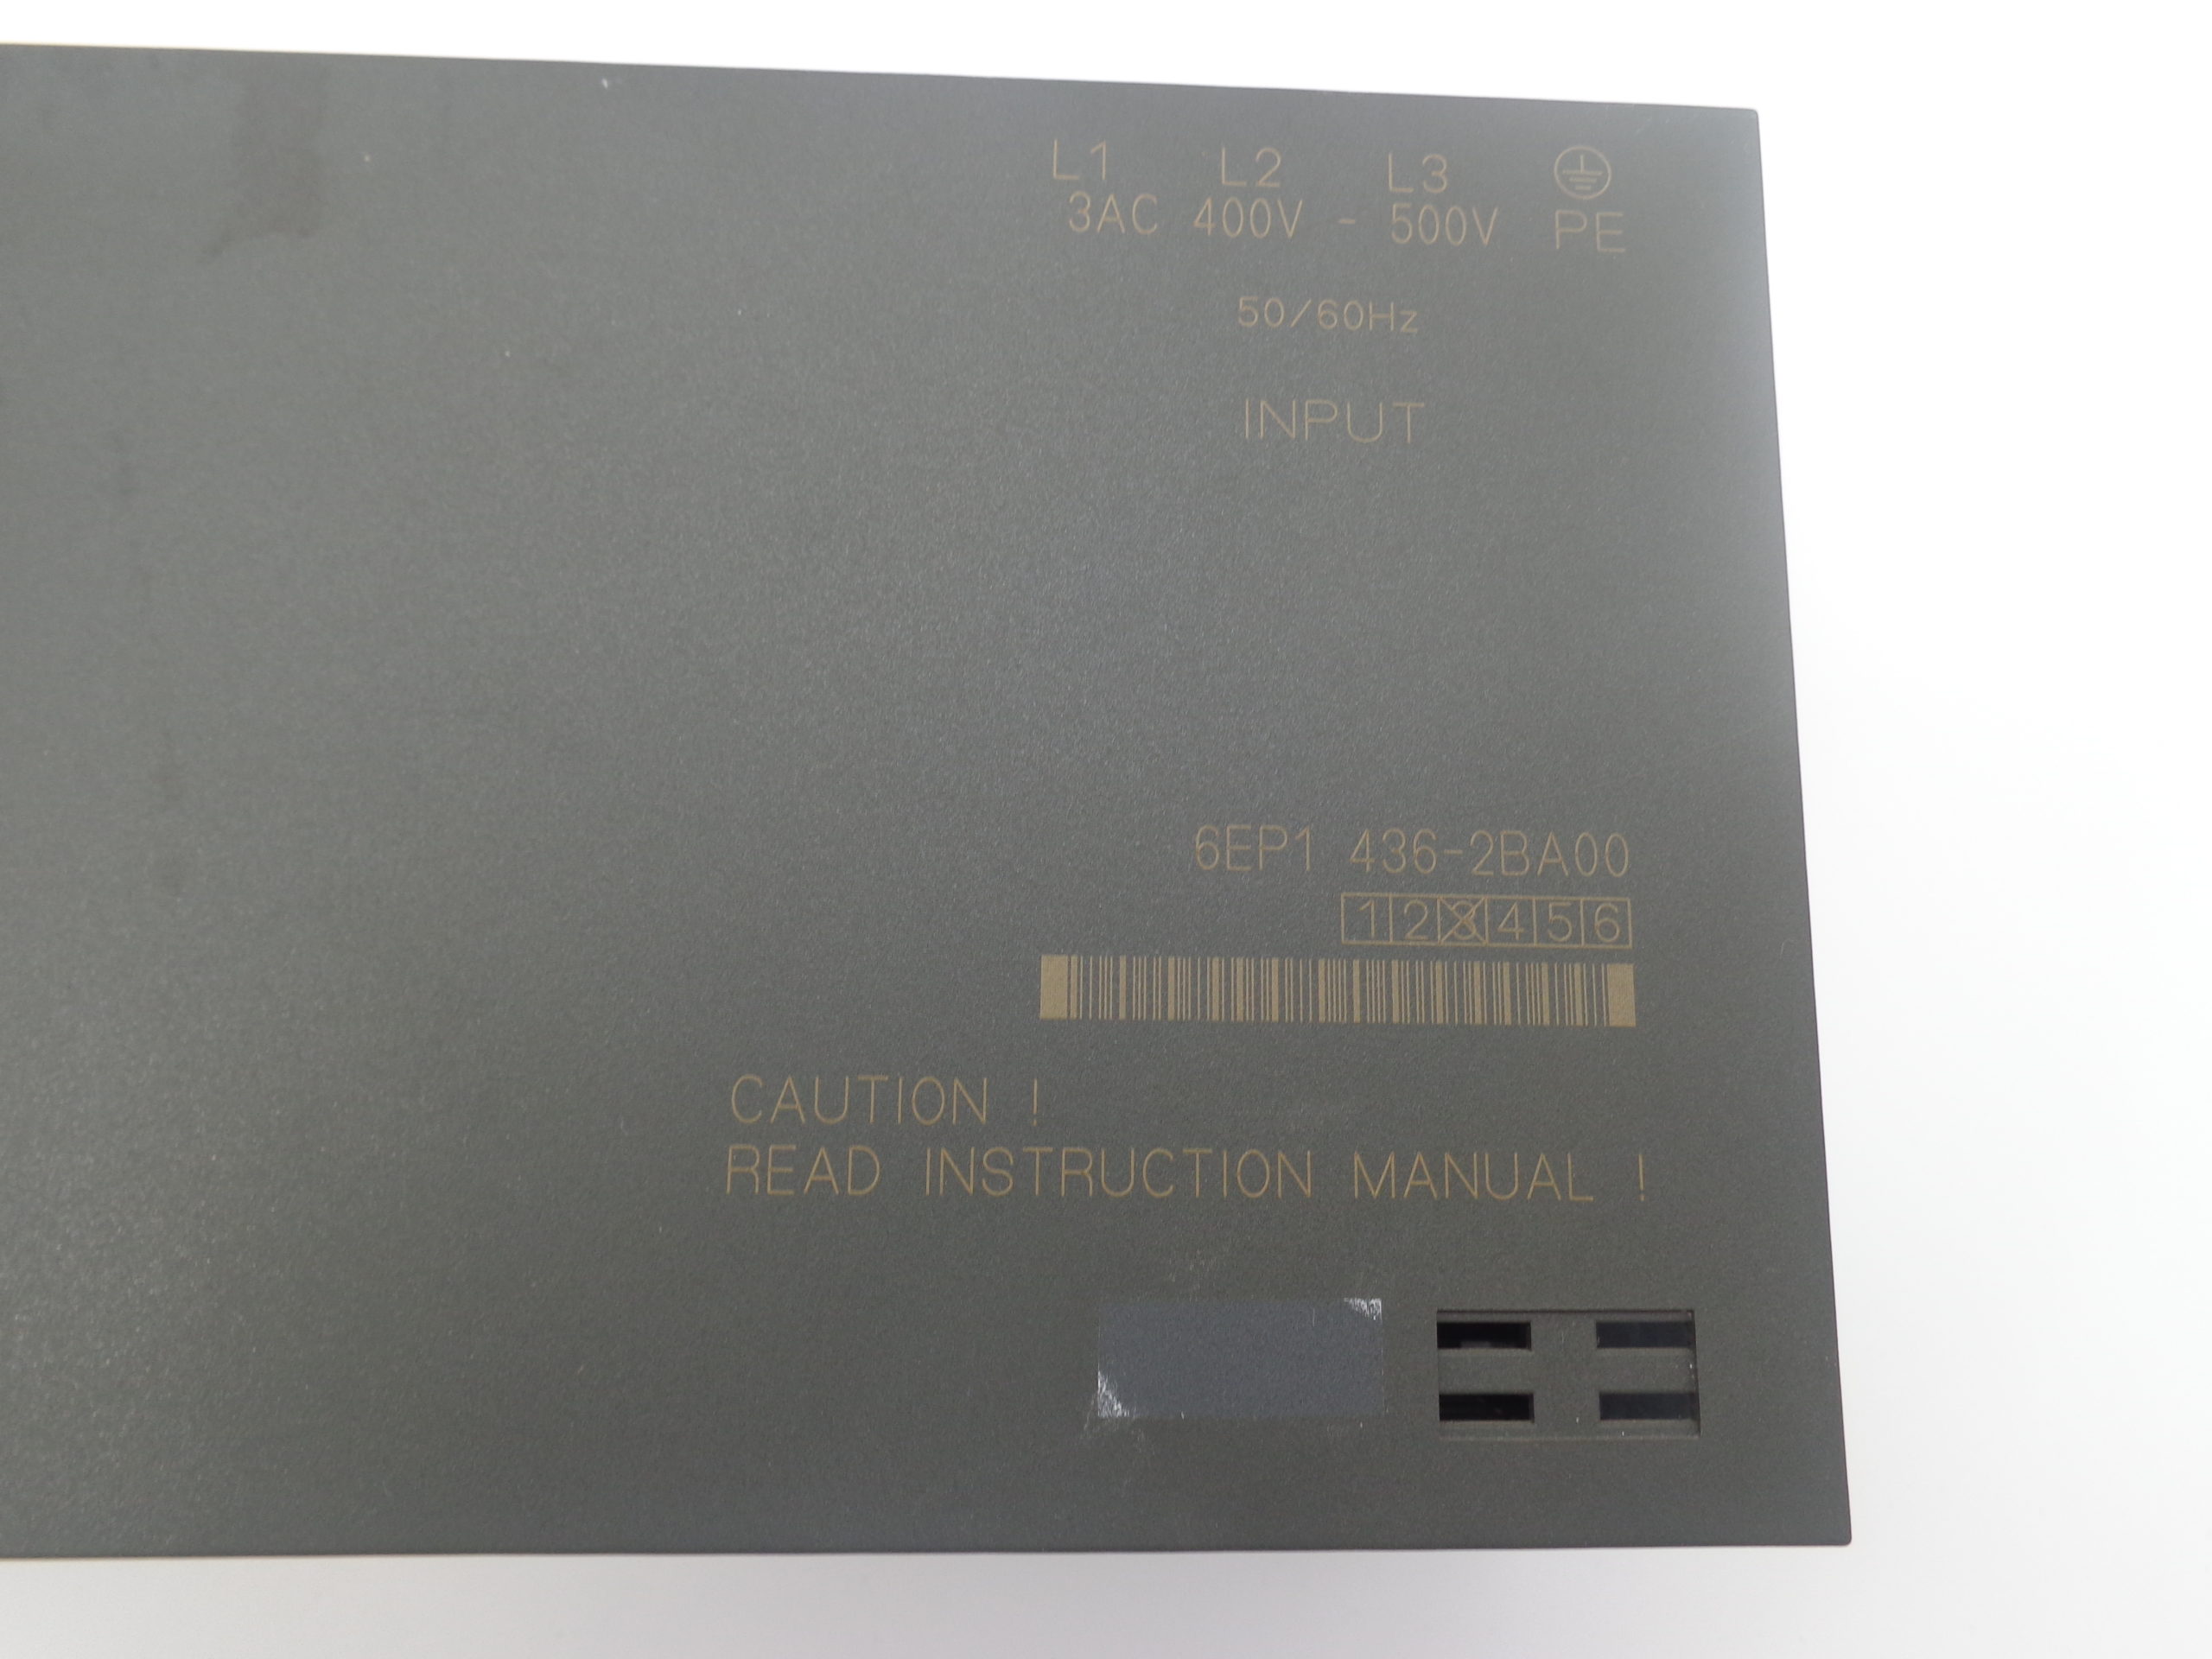 L1 L2 L3
3AC 400V - 500V PE
50/60Hz
INPUT
6EP1 436-2BA00
1 2 3 4 5 6
CAUTION !
READ INSTRUCTION MANUAL !